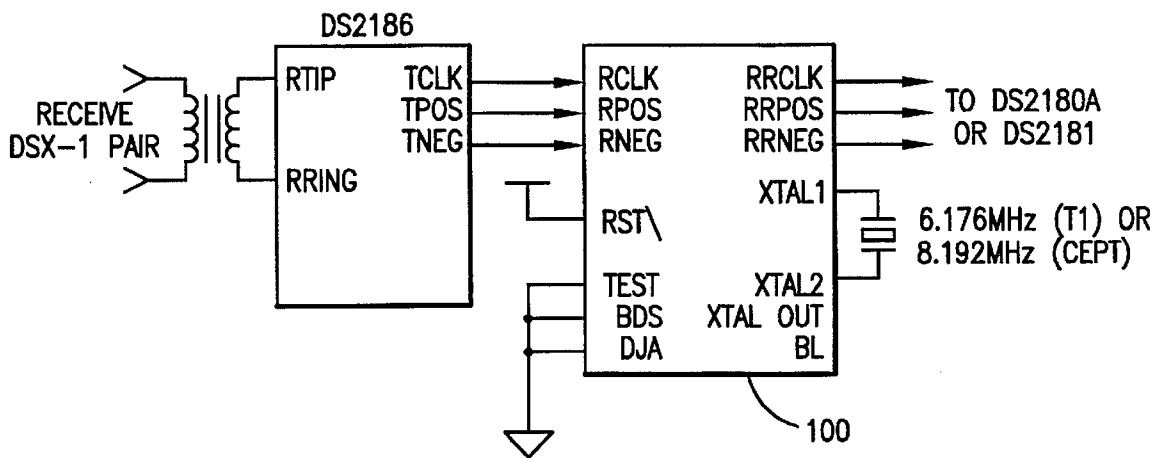 DS2186
RECEIVE
DSX-1 PAIR
RTIP
RRING
TCLK
TPOS
TNEG
RCLK
RPOS
RNEG
RST\
TEST
BDS
DJA
RRCLK
RRPOS
RRNEG
XTAL1
XTAL2
XTAL OUT
BL
TO DS2180A
OR DS2181
6.176MHz (T1) OR
8.192MHz (CEPT)
100